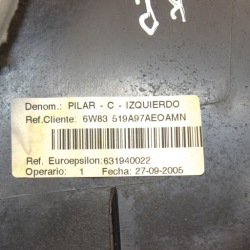 Denom.: PILAR - C - IZQUIERDO
Ref.Cliente: 6W83 519A97AEOAMN
Ref. Euroepsilon:631940022
Operario: 1 Fecha: 27-09-2005